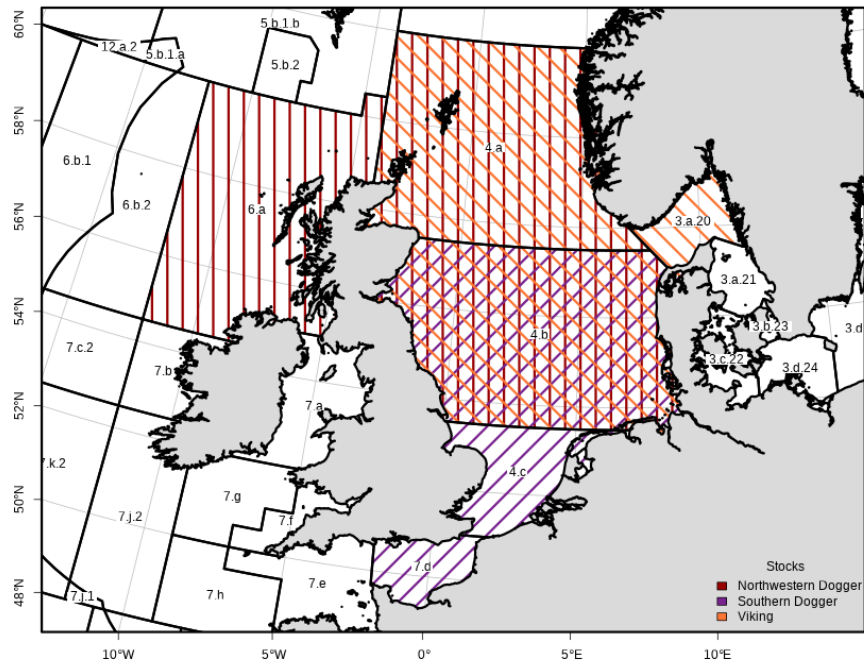 60°N
58°N
56°N
54°N
52°N
50°N
48°N
5.b.1.b
12.a.2
5.b.1.a
5.b.2
6.b.1
4.a
6.b.2
6.a
3.a.20
3.a.21
7.c.2
4.b
3.b.23
3.d
7.b
3.c.22
3.d.24
7.a
7.k.2
4.c
7.g
7.j.2
7.f
7.d
7.e
7.j.1
7.h
Stocks
Northwestern Dogger
Southern Dogger
Viking
10°W
5°W
0°
5°E
10°E